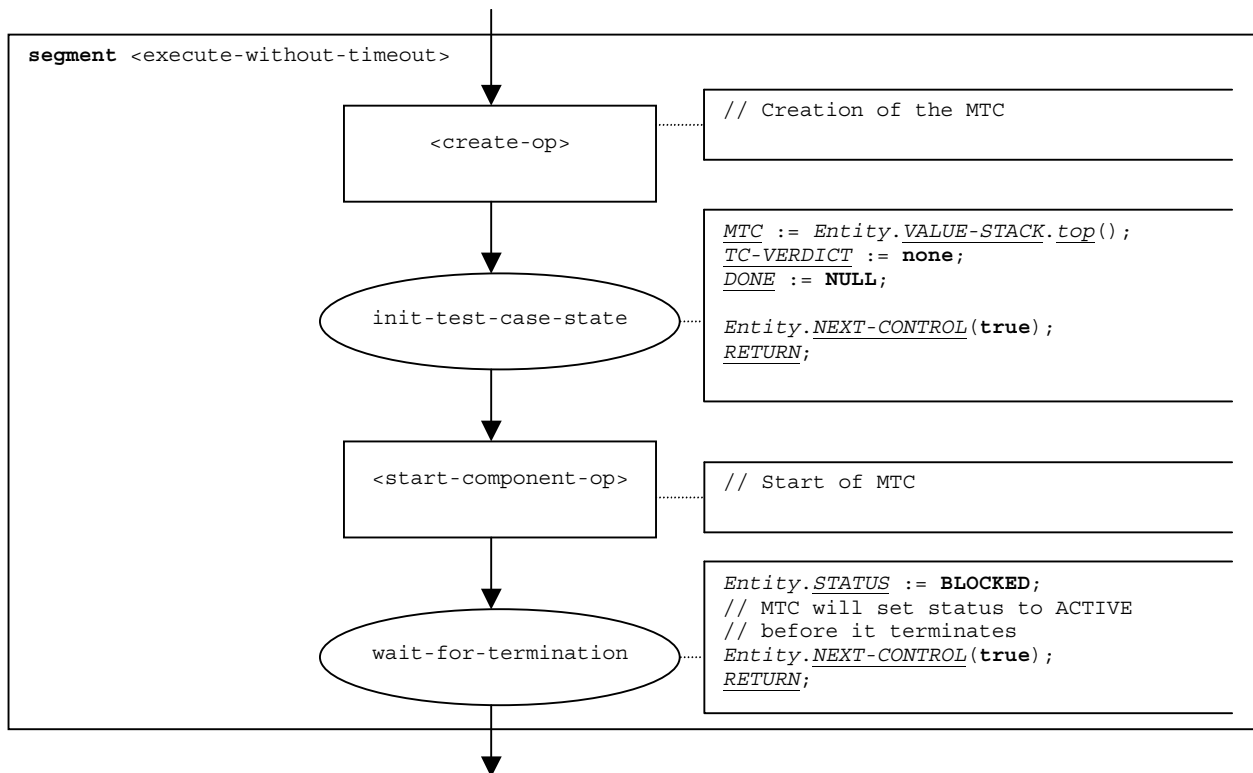 segment <execute-without-timeout>
<create-op>
// Creation of the MTC
init-test-case-state
MTC := Entity.VALUE-STACK.top();
TC-VERDICT := none;
DONE := NULL;
Entity.NEXT-CONTROL(true);
RETURN;
<start-component-op>
// Start of MTC
wait-for-termination
Entity.STATUS := BLOCKED;
// MTC will set status to ACTIVE
// before it terminates
Entity.NEXT-CONTROL(true);
RETURN;